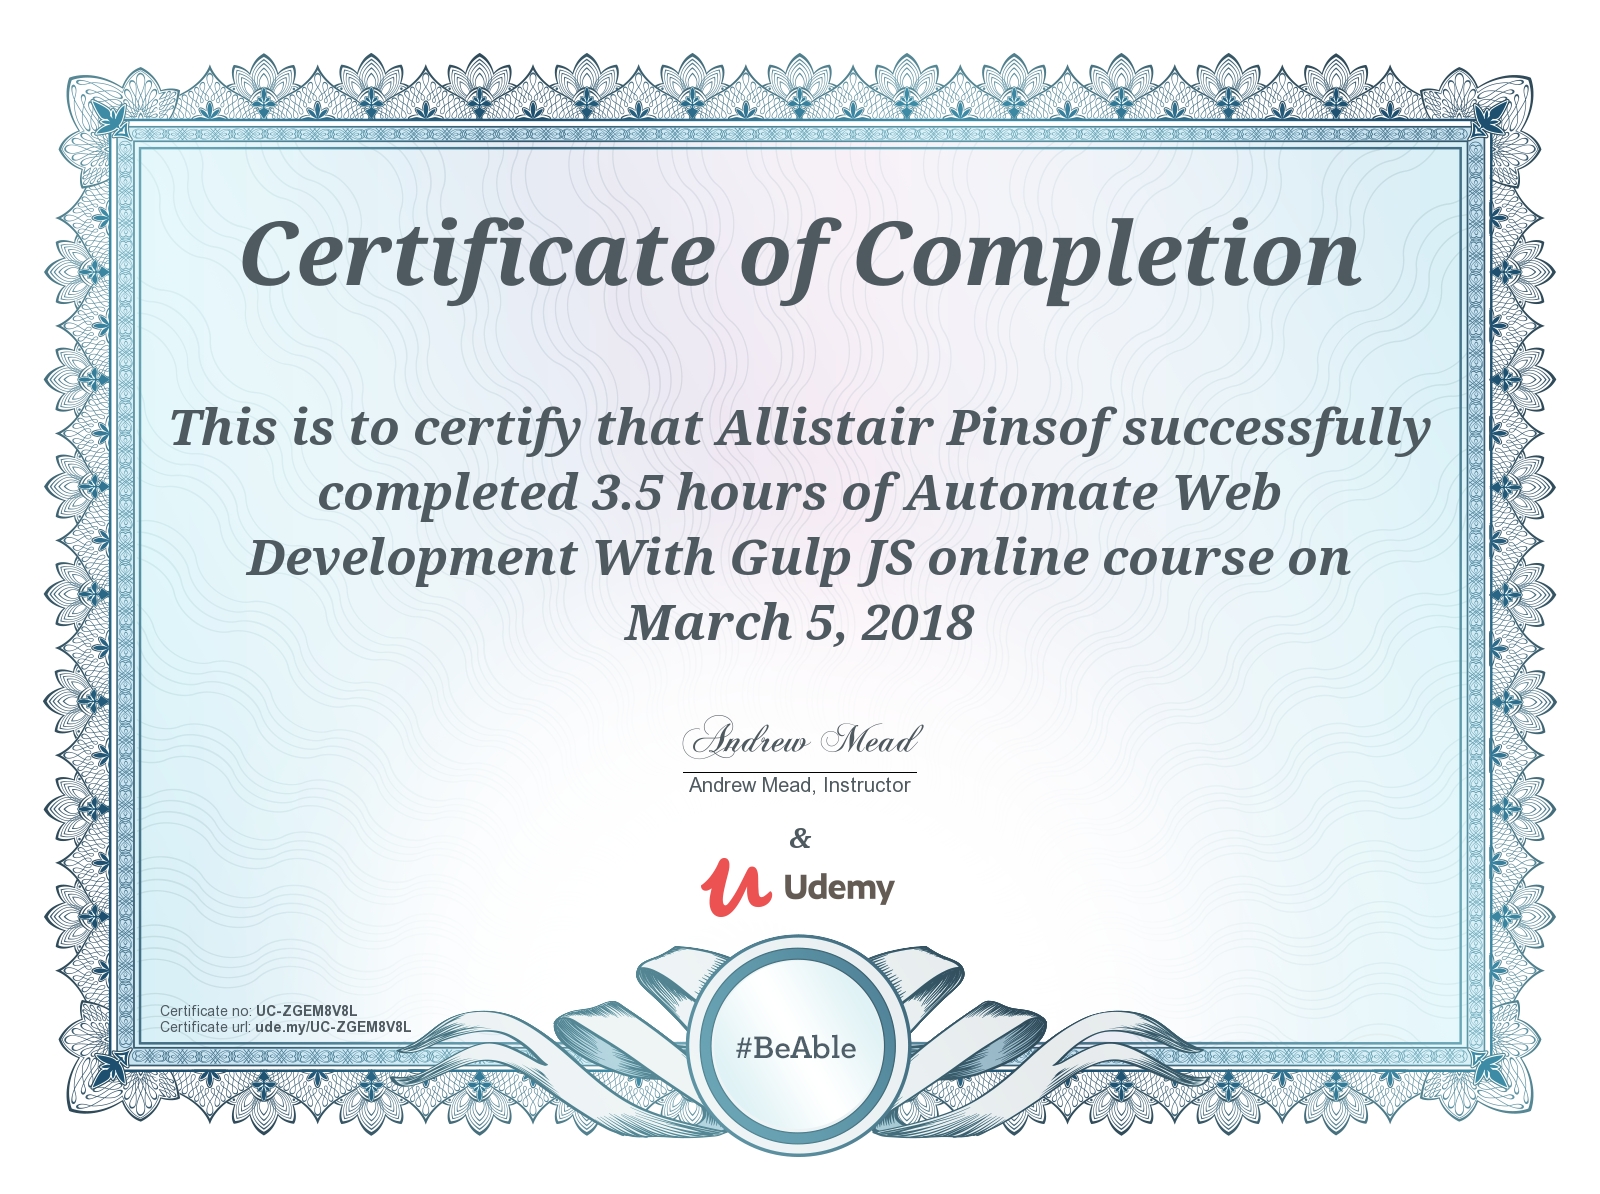 Certificate of Completion
This is to certify that Allistair Pinsof successfully
completed 3.5 hours of Automate Web
Development With Gulp JS online course on
March 5, 2018
Andrew Mead
Andrew Mead, Instructor
&
Udemy
Certificate no: UC-ZGEM8V8L
Certificate url: ude.my/UC-ZGEM8V8L
#BeAble